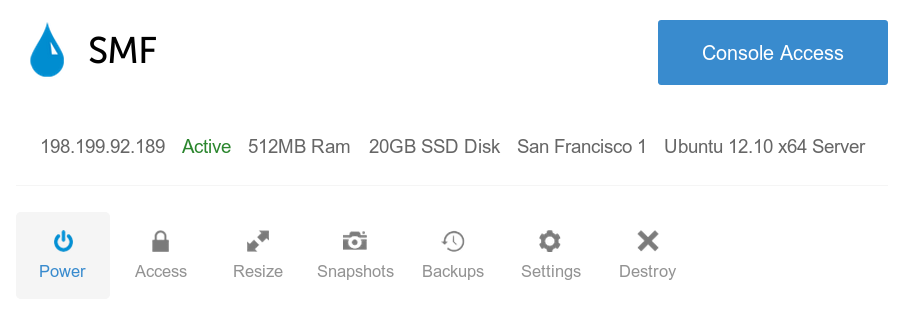 SMF
Console Access
198.199.92.189 Active 512MB Ram 20GB SSD Disk San Francisco 1 Ubuntu 12.10 x64 Server
Power Access Resize Snapshots Backups Settings Destroy